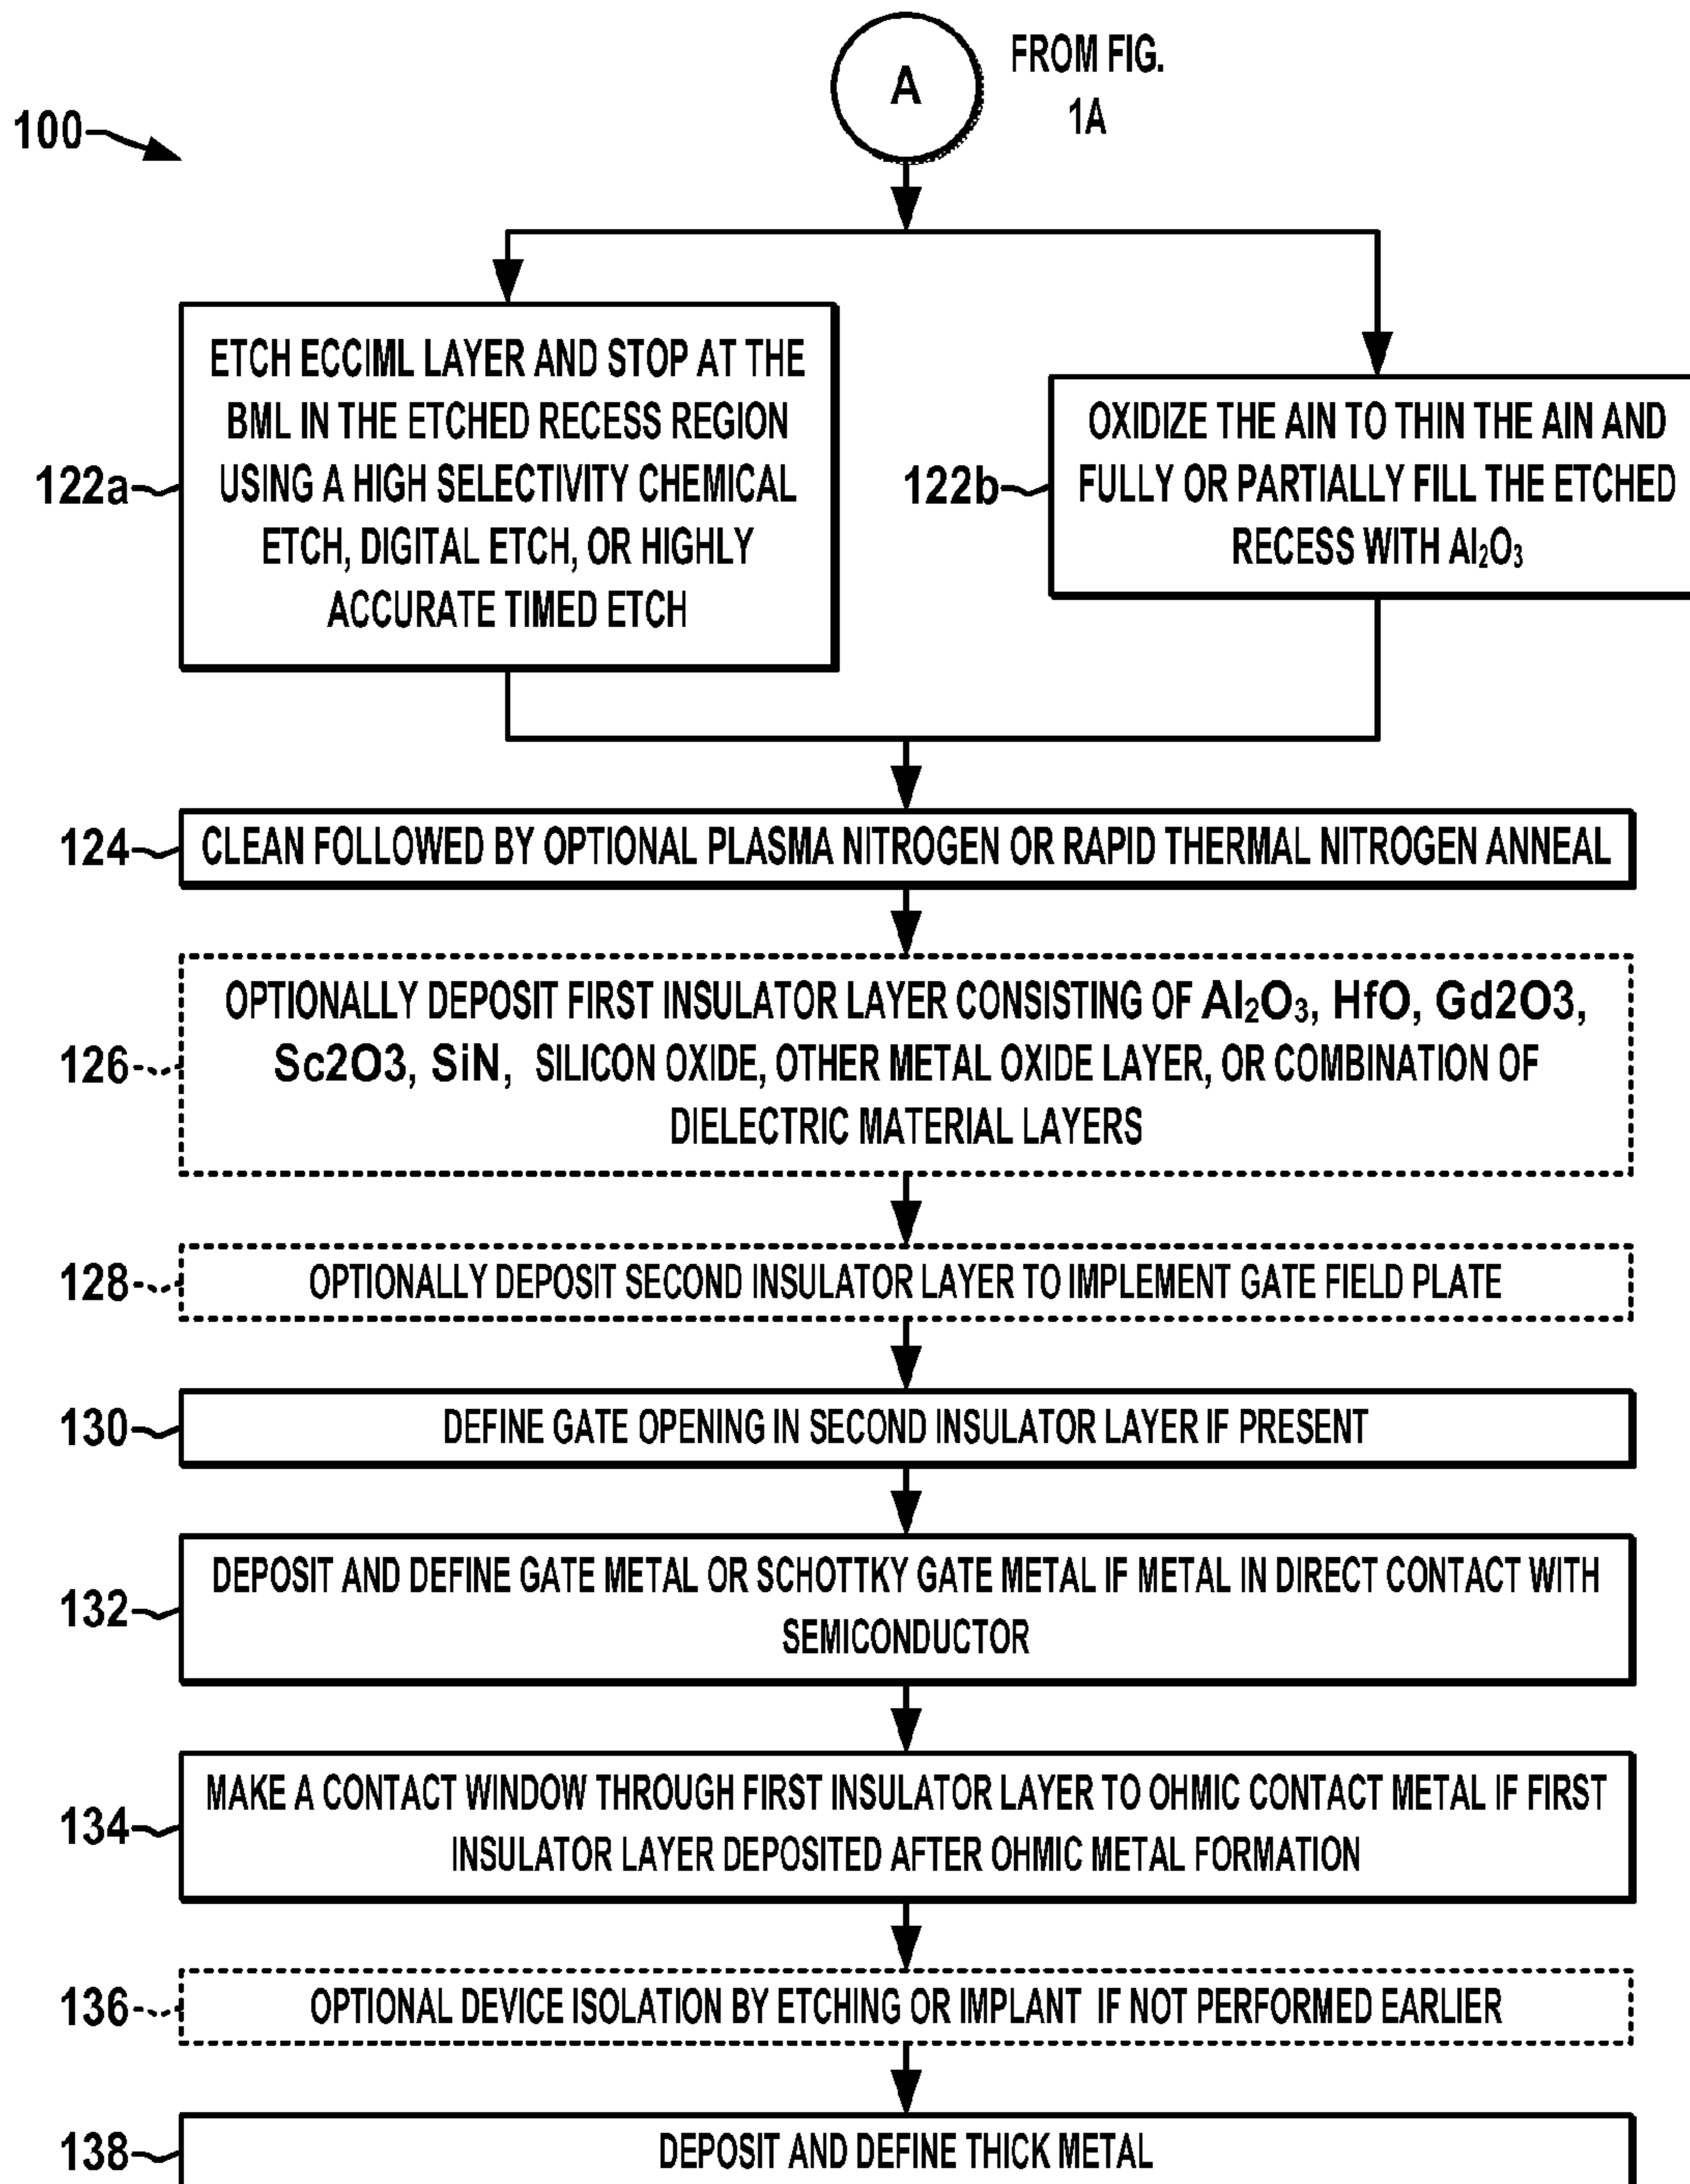 A
FROM FIG.
1A
100
122a
ETCH ECCIML LAYER AND STOP AT THE
BML IN THE ETCHED RECESS REGION
USING A HIGH SELECTIVITY CHEMICAL
ETCH, DIGITAL ETCH, OR HIGHLY
ACCURATE TIMED ETCH
122b
OXIDIZE THE AlN TO THIN THE AlN AND
FULLY OR PARTIALLY FILL THE ETCHED
RECESS WITH Al₂O₃
124
CLEAN FOLLOWED BY OPTIONAL PLASMA NITROGEN OR RAPID THERMAL NITROGEN ANNEAL
126
OPTIONALLY DEPOSIT FIRST INSULATOR LAYER CONSISTING OF Al₂O₃, HfO, Gd2O3,
Sc2O3, SiN, SILICON OXIDE, OTHER METAL OXIDE LAYER, OR COMBINATION OF
DIELECTRIC MATERIAL LAYERS
128
OPTIONALLY DEPOSIT SECOND INSULATOR LAYER TO IMPLEMENT GATE FIELD PLATE
130
DEFINE GATE OPENING IN SECOND INSULATOR LAYER IF PRESENT
132
DEPOSIT AND DEFINE GATE METAL OR SCHOTTKY GATE METAL IF METAL IN DIRECT CONTACT WITH
SEMICONDUCTOR
134
MAKE A CONTACT WINDOW THROUGH FIRST INSULATOR LAYER TO OHMIC CONTACT METAL IF FIRST
INSULATOR LAYER DEPOSITED AFTER OHMIC METAL FORMATION
136
OPTIONAL DEVICE ISOLATION BY ETCHING OR IMPLANT IF NOT PERFORMED EARLIER
138
DEPOSIT AND DEFINE THICK METAL